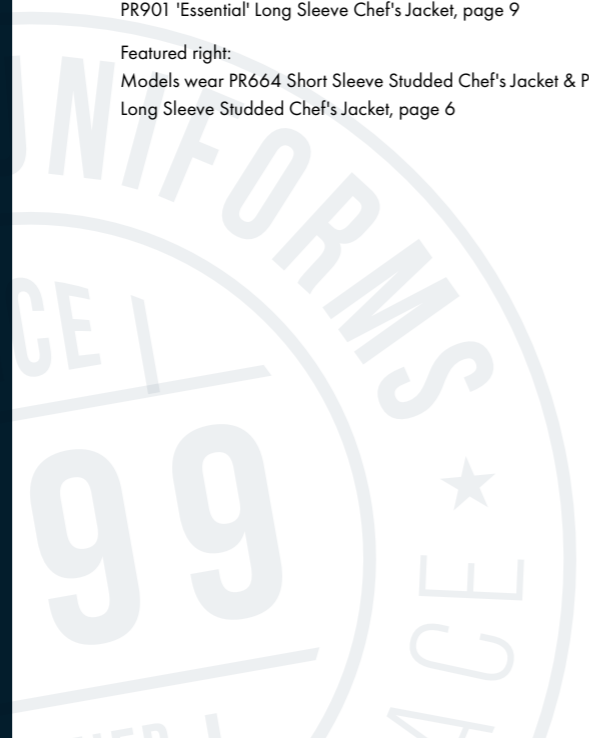 PR901 'Essential' Long Sleeve Chef's Jacket, page 9
Featured right:
Models wear PR664 Short Sleeve Studded Chef's Jacket & P
Long Sleeve Studded Chef's Jacket, page 6
UNIFORMS
CE
99
ACE